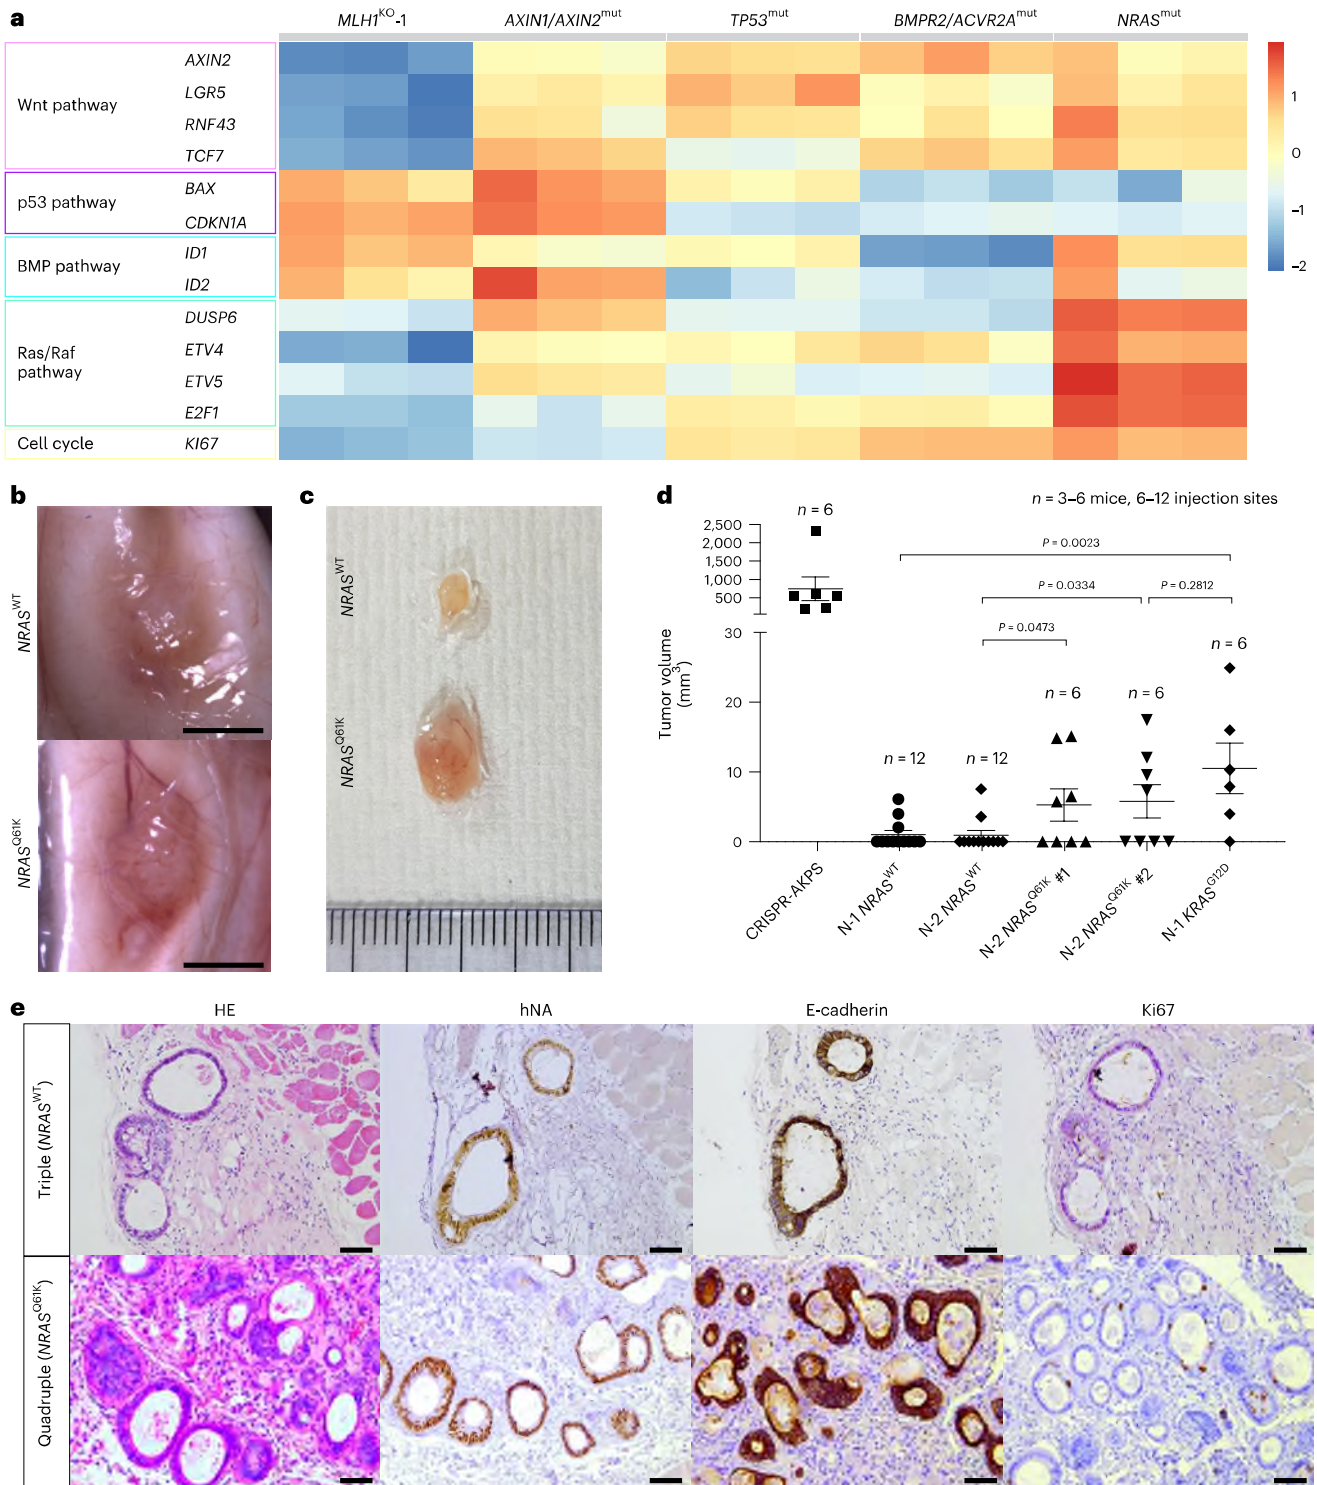 a
MLH1KO-1 AXIN1/AXIN2mut TP53mut BMPR2/ACVR2Amut NRASmut
Wnt pathway
AXIN2
LGR5
RNF43
TCF7
p53 pathway
BAX
CDKN1A
BMP pathway
ID1
ID2
Ras/Raf
pathway
DUSP6
ETV4
ETV5
E2F1
Cell cycle
KI67
1
0
–1
–2
b
NRASWT
NRASQ61K
c
NRASWT
NRASQ61K
d
n = 3–6 mice, 6–12 injection sites
Tumor volume
(mm3)
2,500
2,000
1,500
1,000
500
30
20
10
0
n = 6
n = 12
n = 12
n = 6
n = 6
n = 6
P = 0.0023
P = 0.0334
P = 0.2812
P = 0.0473
CRISPR-AKPS
N-1 NRASWT
N-2 NRASWT
N-2 NRASQ61K #1
N-2 NRASQ61K #2
N-1 KRASG12D
e
HE hNA E-cadherin Ki67
Triple (NRASWT)
Quadruple (NRASQ61K)